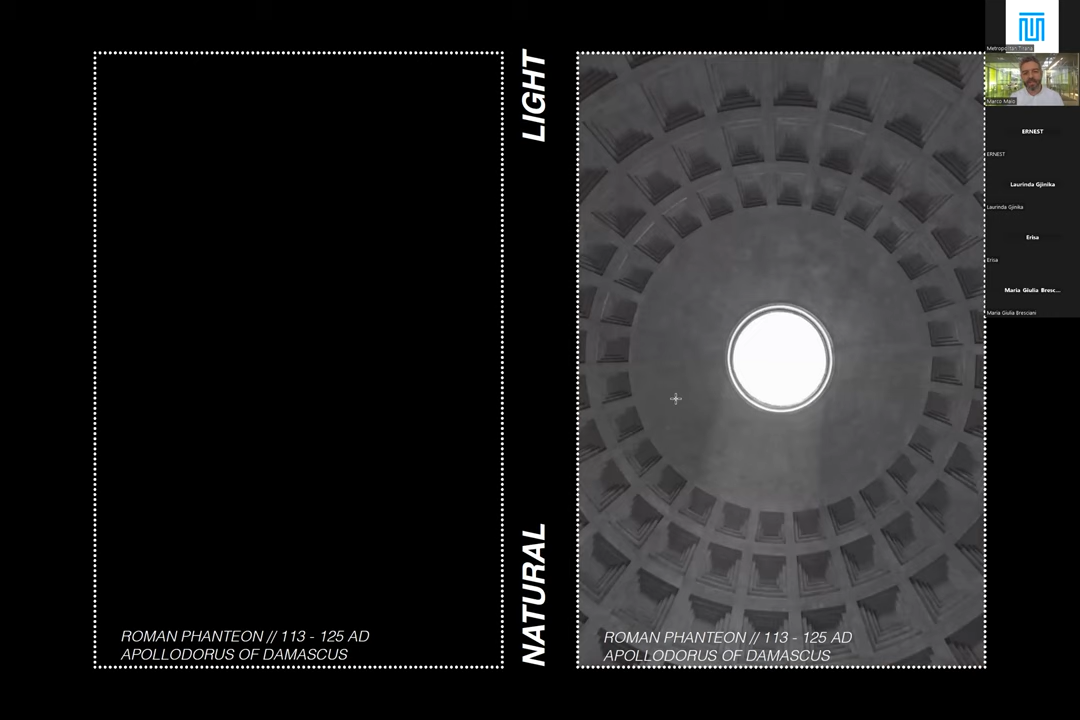 ROMAN PHANTEON // 113 - 125 AD
APOLLODORUS OF DAMASCUS
NATURAL LIGHT
ROMAN PHANTEON // 113 - 125 AD
APOLLODORUS OF DAMASCUS
Metropolitan Tirana
Marco Maio
ERNEST
ERNEST
Laurinda Gjinika
Laurinda Gjinika
Erisa
Erisa
Maria Giulia Bresc...
Maria Giulia Bresciani